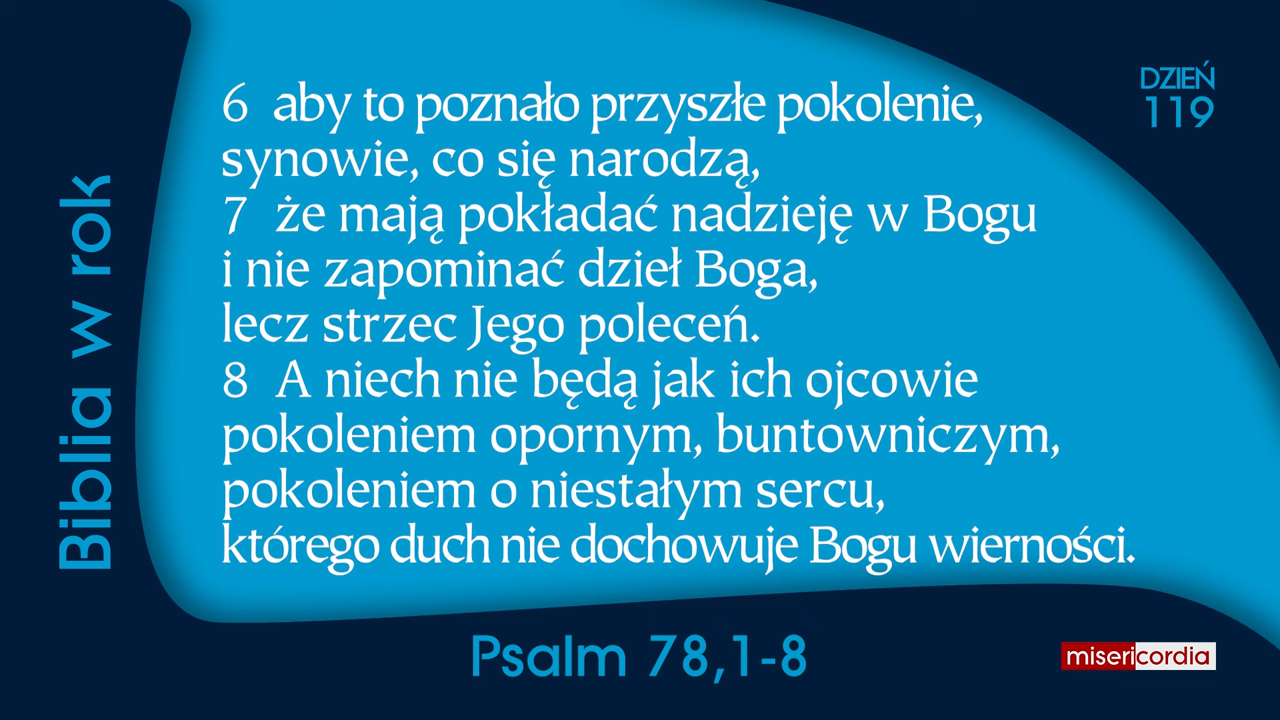 DZIEŃ
119
Biblia w rok
6 aby to poznało przyszłe pokolenie,
synowie, co się narodzą,
7 że mają pokładać nadzieję w Bogu
i nie zapominać dzieł Boga,
lecz strzec Jego poleceń.
8 A niech nie będą jak ich ojcowie
pokoleniem opornym, buntowniczym,
pokoleniem o niestałym sercu,
którego duch nie dochowuje Bogu wierności.
Psalm 78,1-8
misericordia